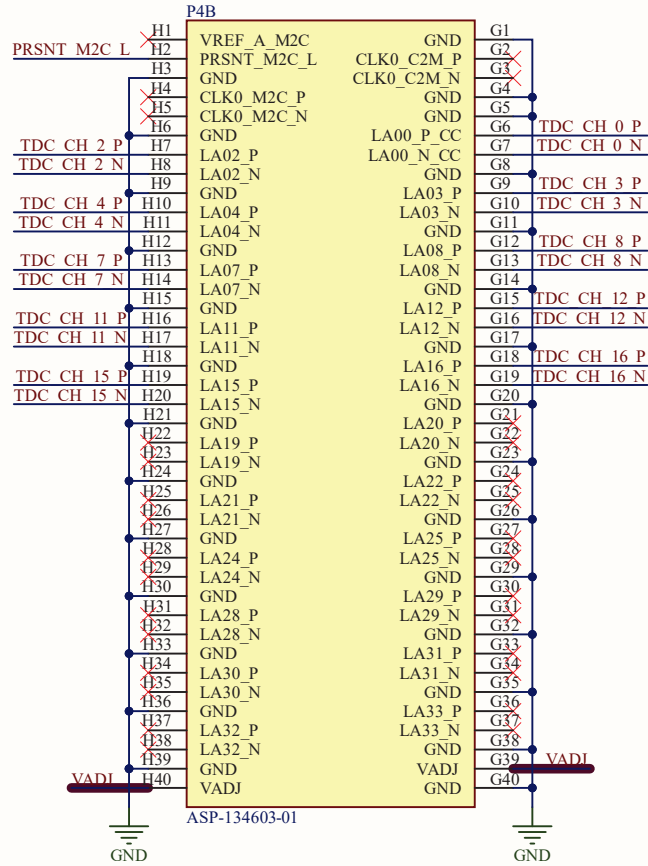 P4B
H1 VREF_A_M2C GND G1
PRSNT_M2C_L H2 PRSNT_M2C_L CLK0_C2M_P G2
H3 GND CLK0_C2M_N G3
H4 CLK0_M2C_P GND G4
H5 CLK0_M2C_N GND G5
H6 GND LA00_P_CC G6 TDC_CH_0_P
TDC_CH_2_P H7 LA02_P LA00_N_CC G7 TDC_CH_0_N
TDC_CH_2_N H8 LA02_N GND G8
H9 GND LA03_P G9 TDC_CH_3_P
TDC_CH_4_P H10 LA04_P LA03_N G10 TDC_CH_3_N
TDC_CH_4_N H11 LA04_N GND G11
H12 GND LA08_P G12 TDC_CH_8_P
TDC_CH_7_P H13 LA07_P LA08_N G13 TDC_CH_8_N
TDC_CH_7_N H14 LA07_N GND G14
H15 GND LA12_P G15 TDC_CH_12_P
TDC_CH_11_P H16 LA11_P LA12_N G16 TDC_CH_12_N
TDC_CH_11_N H17 LA11_N GND G17
H18 GND LA16_P G18 TDC_CH_16_P
TDC_CH_15_P H19 LA15_P LA16_N G19 TDC_CH_16_N
TDC_CH_15_N H20 LA15_N GND G20
H21 GND LA20_P G21
H22 LA19_P LA20_N G22
H23 LA19_N GND G23
H24 GND LA22_P G24
H25 LA21_P LA22_N G25
H26 LA21_N GND G26
H27 GND LA25_P G27
H28 LA24_P LA25_N G28
H29 LA24_N GND G29
H30 GND LA29_P G30
H31 LA28_P LA29_N G31
H32 LA28_N GND G32
H33 GND LA31_P G33
H34 LA30_P LA31_N G34
H35 LA30_N GND G35
H36 GND LA33_P G36
H37 LA32_P LA33_N G37
H38 LA32_N GND G38
H39 GND VADJ G39 VADJ
VADJ H40 VADJ GND G40
ASP-134603-01
GND GND